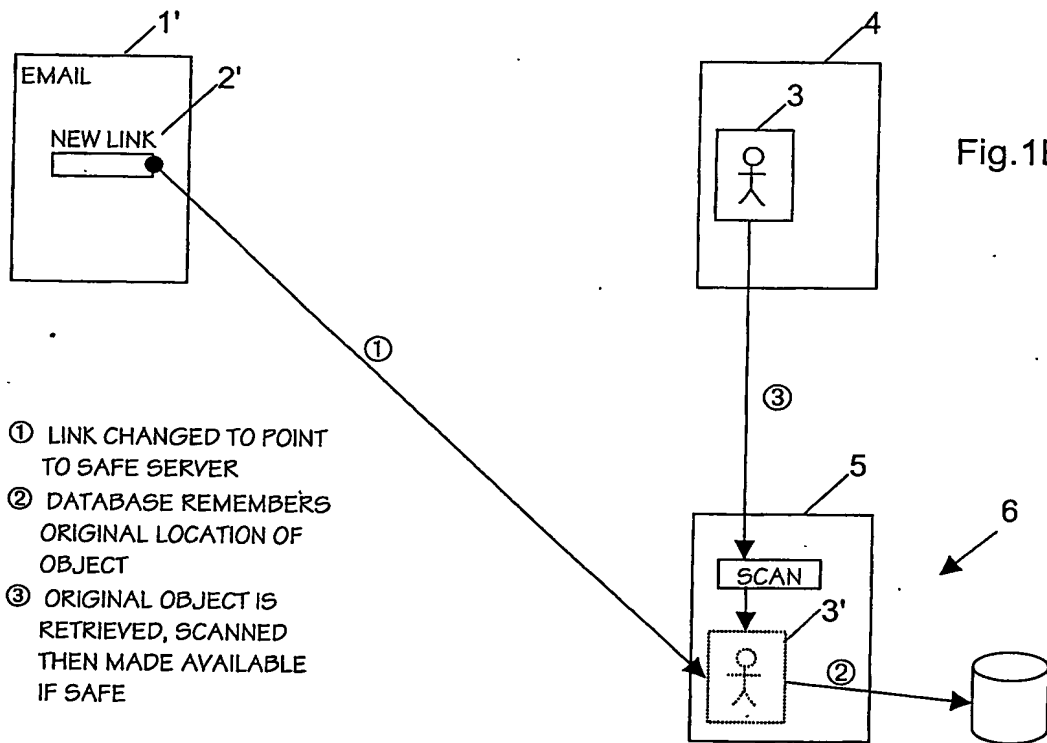 1'
4
EMAIL
2'
3
NEW LINK
Fig.1
①
③
① LINK CHANGED TO POINT
TO SAFE SERVER
② DATABASE REMEMBERS
ORIGINAL LOCATION OF
OBJECT
③ ORIGINAL OBJECT IS
RETRIEVED, SCANNED
THEN MADE AVAILABLE
IF SAFE
5
6
SCAN
3'
②